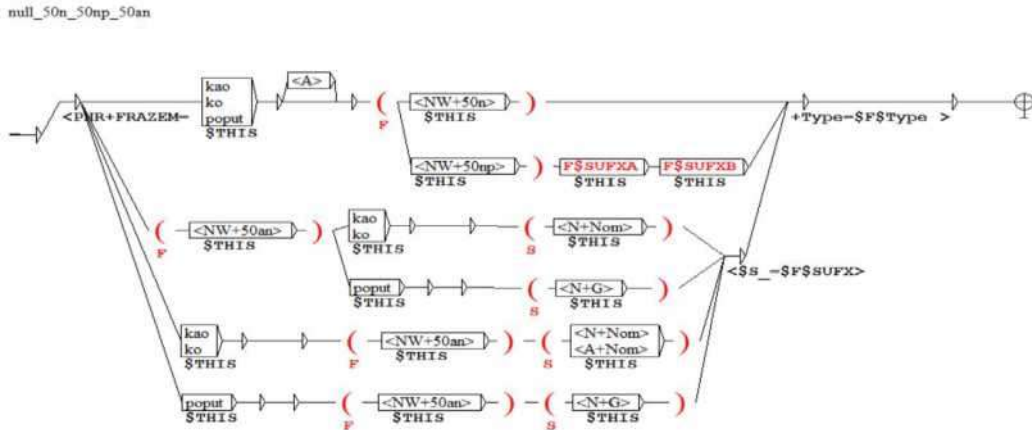 null_50n_50np_50an
<A>
kao
ko
poput
$THIS
<PHR+FRAZEM=
( <NW+50n> )
F $THIS
+Type=$F$Type >
<NW+50np> ) F$SUFXA F$SUFXB
$THIS $THIS $THIS
( <NW+50an> )
F $THIS
kao
ko
$THIS
( <N+Nom> )
S $THIS
poput
$THIS
( <N+G> )
S $THIS
<$S_=$F$SUFX>
kao
ko
$THIS
( <NW+50an> )
F $THIS
( <N+Nom>
<A+Nom> )
S $THIS
poput
$THIS
( <NW+50an> )
F $THIS
( <N+G> )
S $THIS